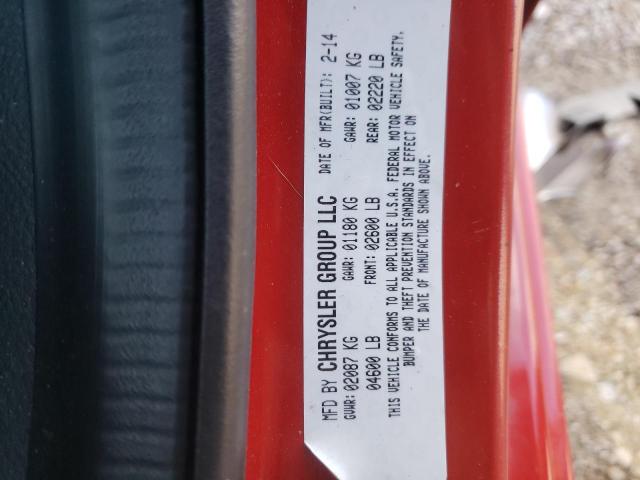 MFD BY CHRYSLER GROUP LLC DATE OF MFR(BUILT): 2-14
GVWR: 02087 KG GAWR: 01180 KG GAWR: 01007 KG
04600 LB FRONT: 02600 LB REAR: 02220 LB
THIS VEHICLE CONFORMS TO ALL APPLICABLE U.S.A. FEDERAL MOTOR VEHICLE SAFETY,
BUMPER AND THEFT PREVENTION STANDARDS IN EFFECT ON
THE DATE OF MANUFACTURE SHOWN ABOVE.